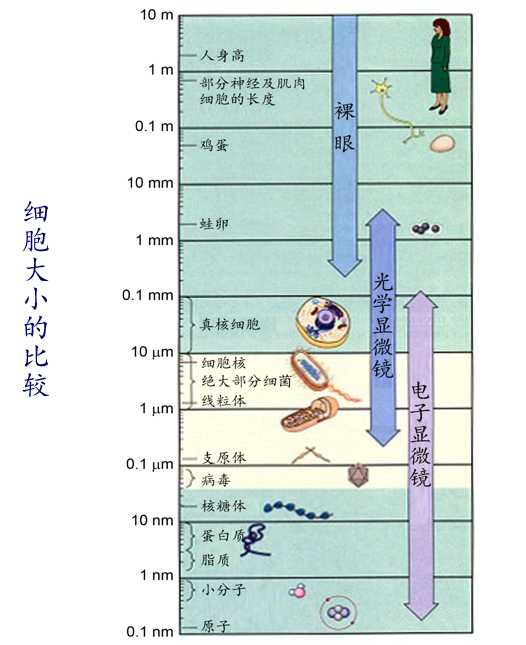 细胞大小的比较
10 m
人身高
1 m
部分神经及肌肉
细胞的长度
0.1 m
鸡蛋
10 mm
蛙卵
1 mm
0.1 mm
真核细胞
10 μm
细胞核
绝大部分细菌
线粒体
1 μm
支原体
0.1 μm
病毒
核糖体
10 nm
蛋白质
脂质
1 nm
小分子
原子
0.1 nm
裸眼
光学显微镜
电子显微镜